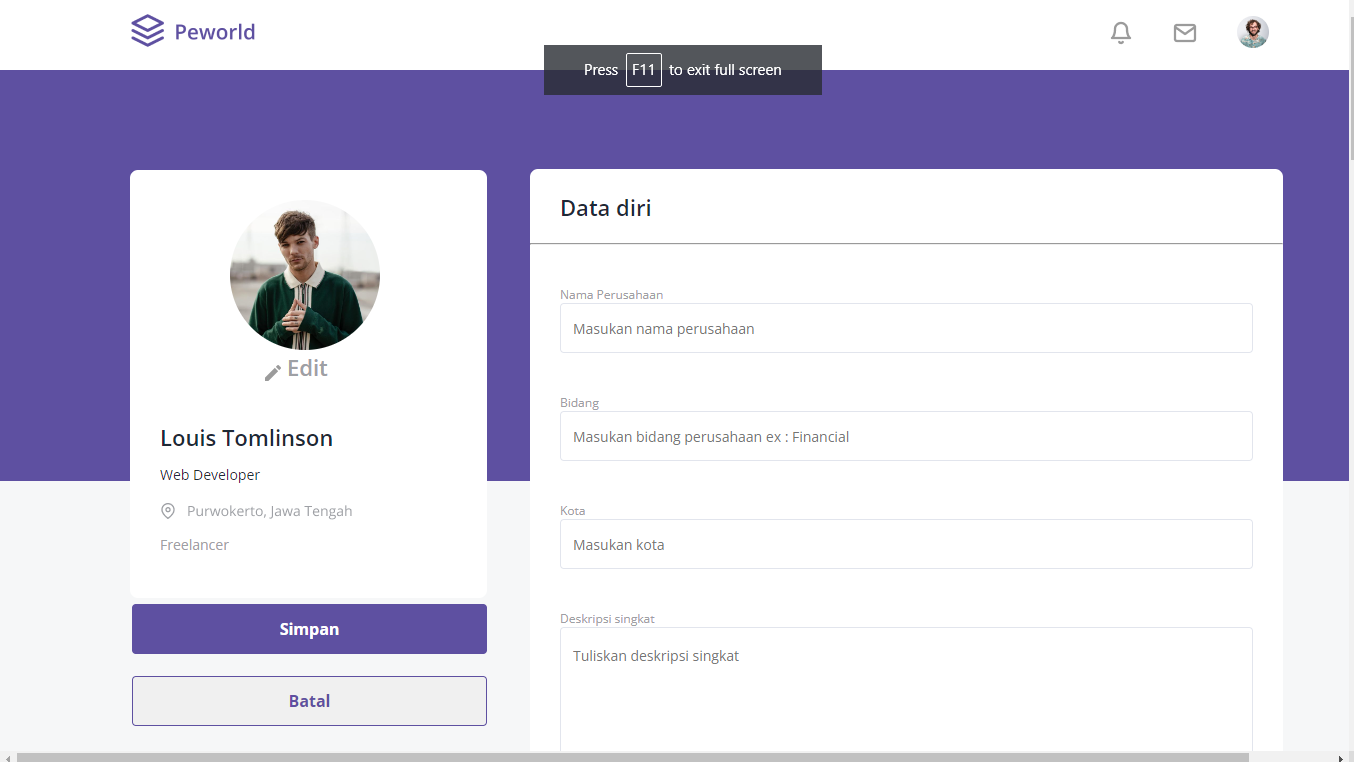 Peworld
Press F11 to exit full screen
Edit
Louis Tomlinson
Web Developer
Purwokerto, Jawa Tengah
Freelancer
Simpan
Batal
Data diri
Nama Perusahaan
Masukan nama perusahaan
Bidang
Masukan bidang perusahaan ex : Financial
Kota
Masukan kota
Deskripsi singkat
Tuliskan deskripsi singkat